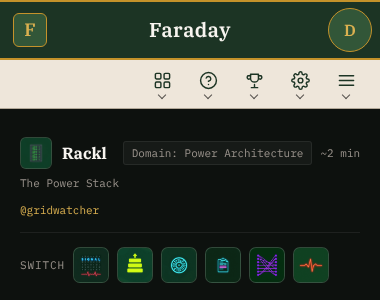 F Faraday D
Rackl Domain: Power Architecture ~2 min
The Power Stack
@gridwatcher
SWITCH